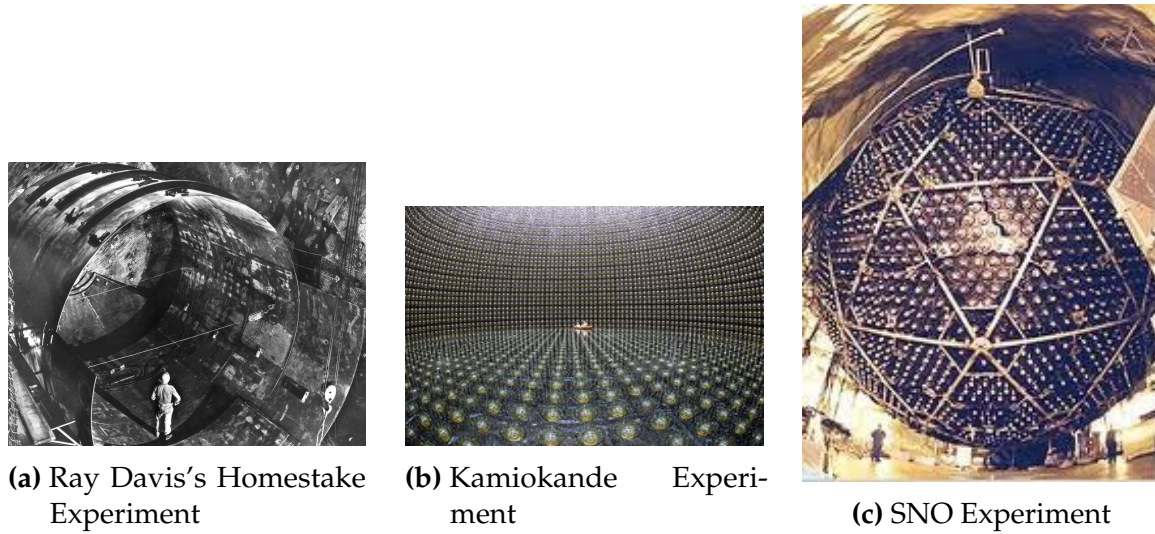 (a) Ray Davis's Homestake
Experiment
(b) Kamiokande Experi-
ment
(c) SNO Experiment